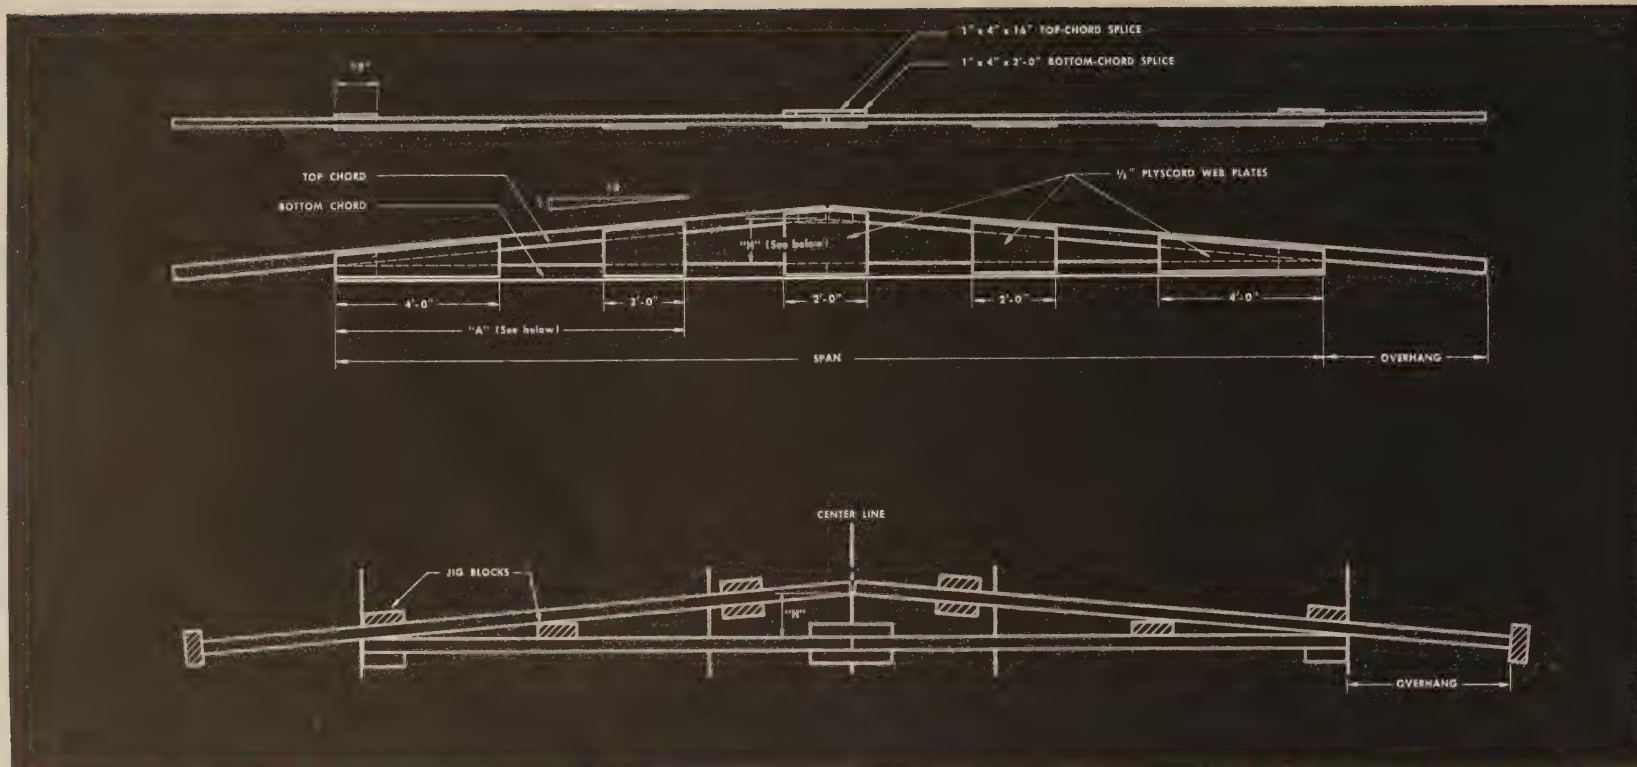 1" x 4" x 16" TOP-CHORD SPLICE
1" x 4" x 2'-0" BOTTOM-CHORD SPLICE
TOP CHORD
BOTTOM CHORD
PLYSCORD WEB PLATES
"H" (See below)
4'-0"
2'-0"
2'-0"
2'-0"
4'-0"
"A" (See below)
SPAN
OVERHANG
CENTER LINE
JIG BLOCKS
"H"
OVERHANG